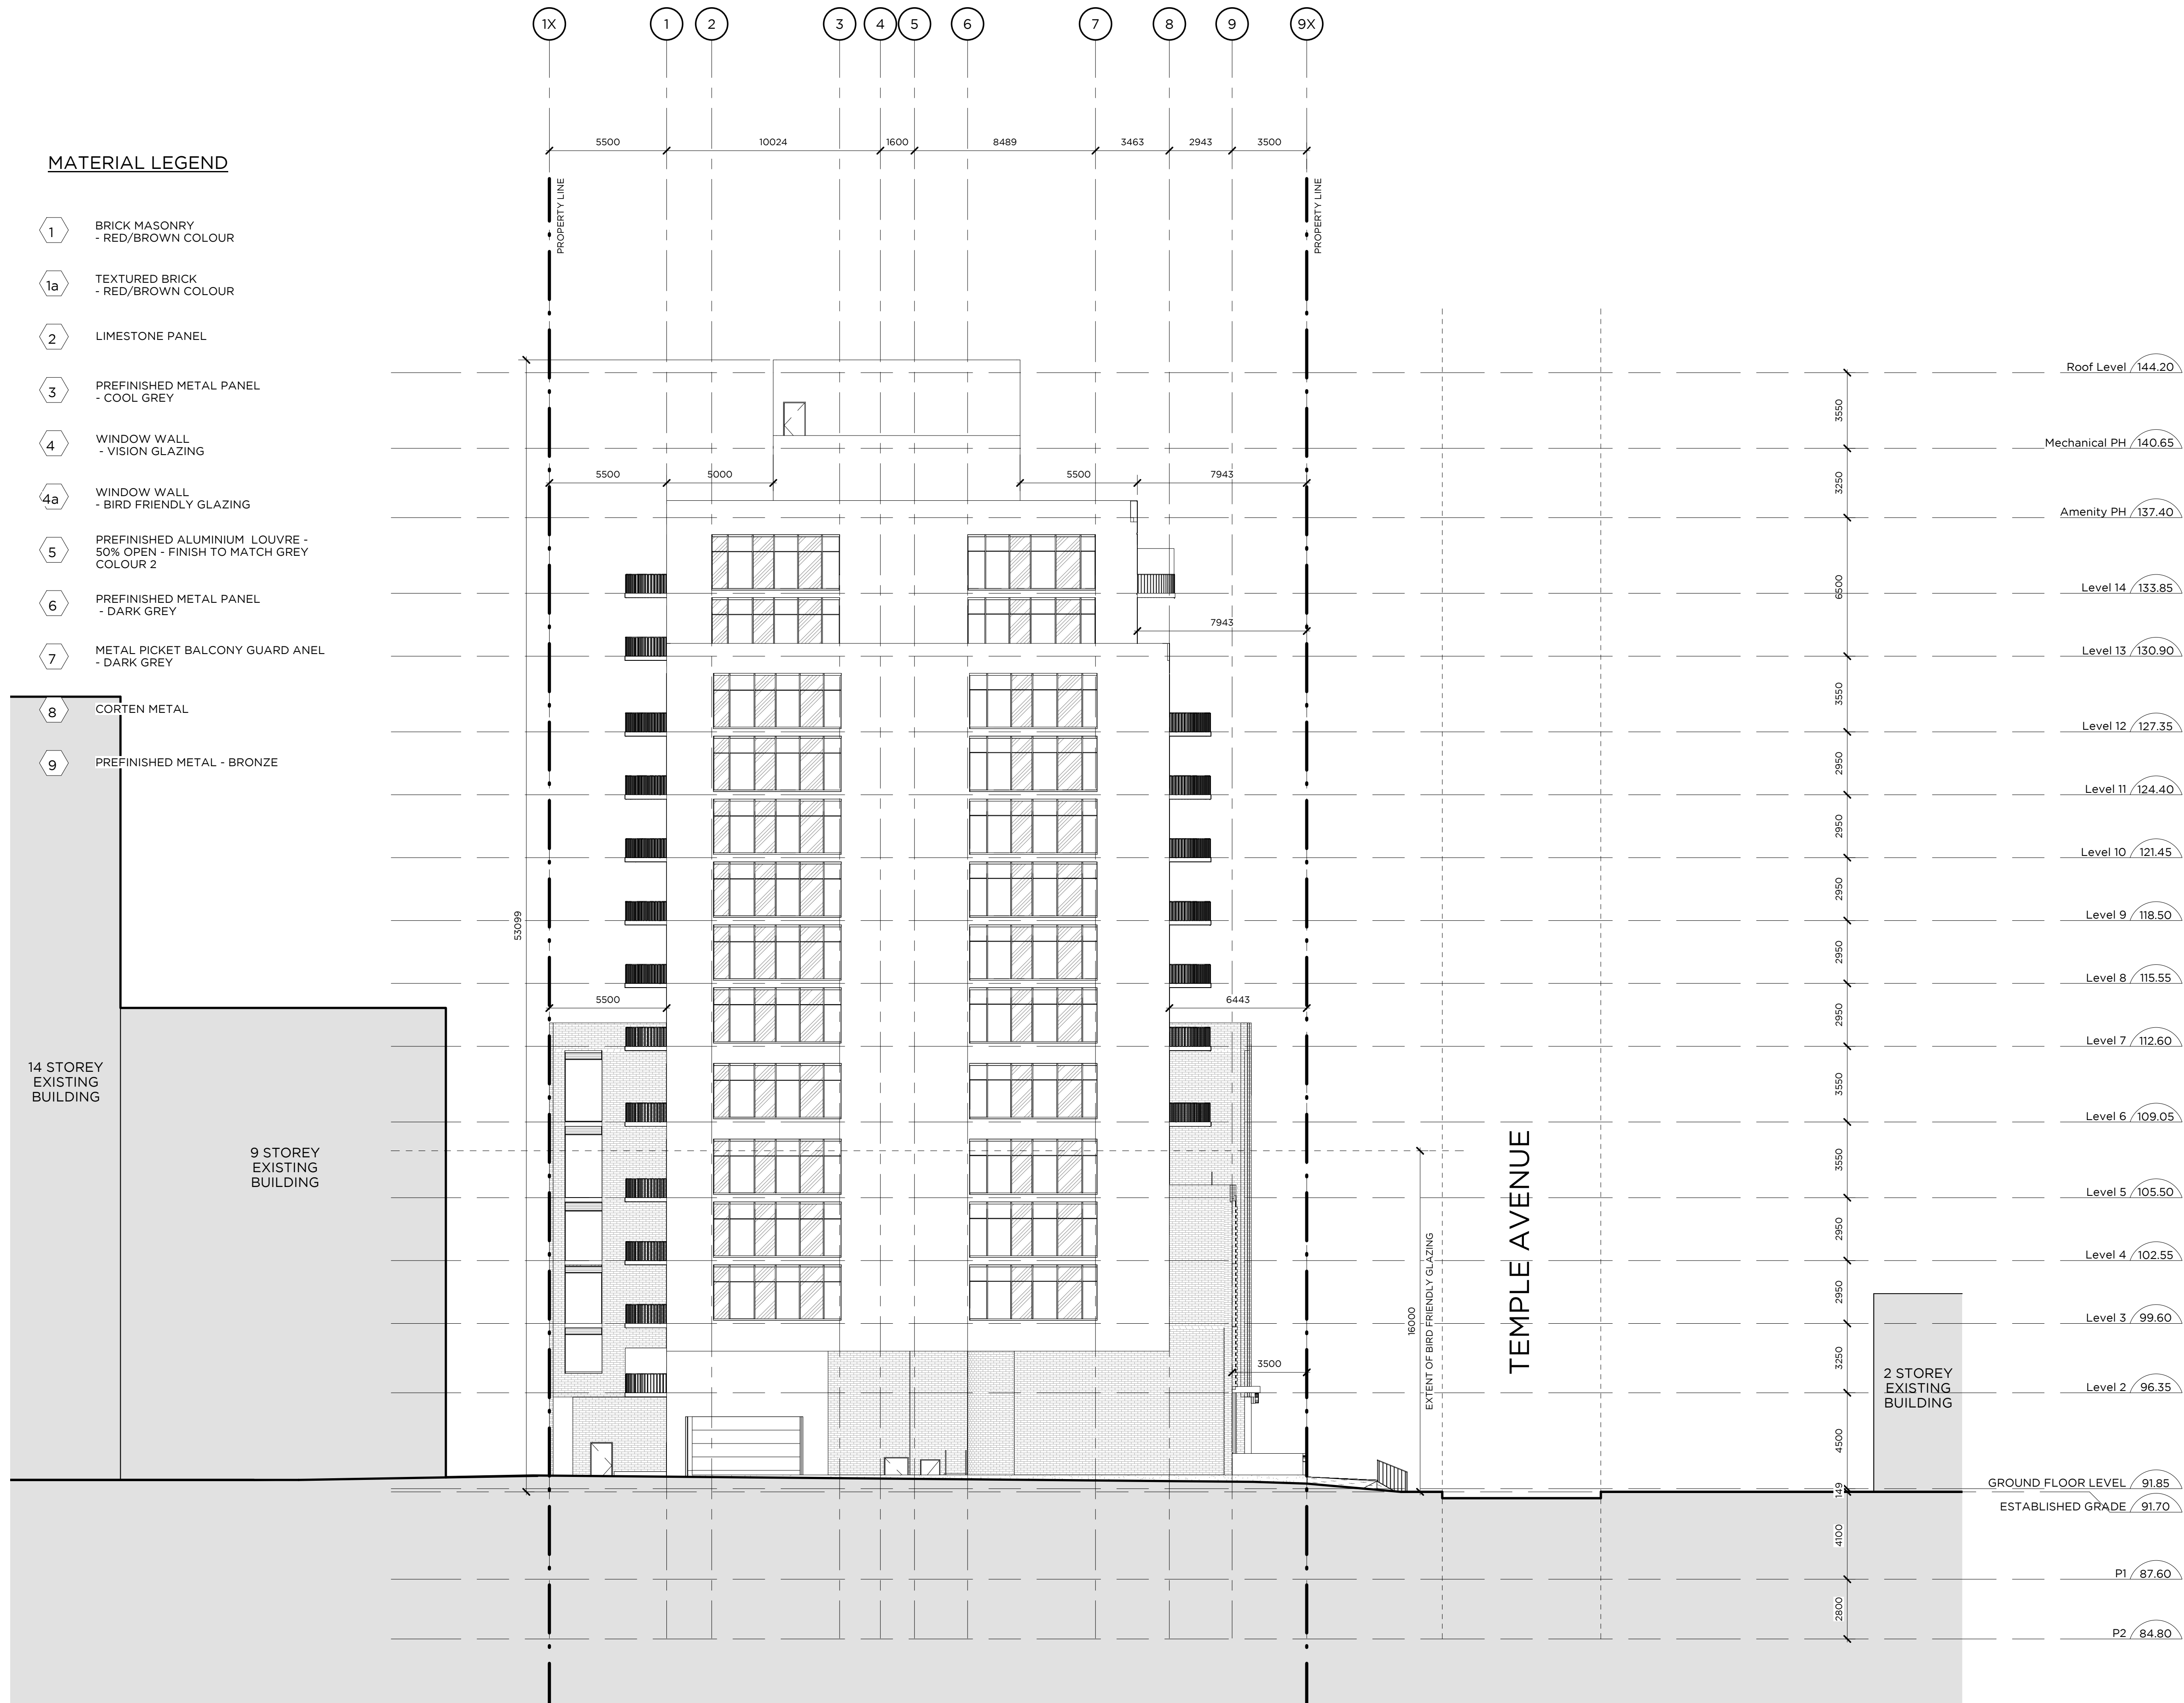 1X
1
2
3
4
5
6
7
8
9
9X
5500
10024
1600
8489
3463
2943
3500
PROPERTY LINE
PROPERTY LINE
MATERIAL LEGEND
1
BRICK MASONRY
- RED/BROWN COLOUR
1a
TEXTURED BRICK
- RED/BROWN COLOUR
2
LIMESTONE PANEL
3
PREFINISHED METAL PANEL
- COOL GREY
4
WINDOW WALL
- VISION GLAZING
4a
WINDOW WALL
- BIRD FRIENDLY GLAZING
5
PREFINISHED ALUMINIUM LOUVRE -
50% OPEN - FINISH TO MATCH GREY
COLOUR 2
6
PREFINISHED METAL PANEL
- DARK GREY
7
METAL PICKET BALCONY GUARD ANEL
- DARK GREY
8
CORTEN METAL
9
PREFINISHED METAL - BRONZE
14 STOREY
EXISTING
BUILDING
9 STOREY
EXISTING
BUILDING
53099
5500
5000
5500
7943
7943
5500
6443
3500
16000
EXTENT OF BIRD FRIENDLY GLAZING
TEMPLE AVENUE
2 STOREY
EXISTING
BUILDING
3550
3250
6500
3550
2950
2950
2950
2950
2950
3550
3550
2950
2950
3250
4500
149
4100
2800
Roof Level 144.20
Mechanical PH 140.65
Amenity PH 137.40
Level 14 133.85
Level 13 130.90
Level 12 127.35
Level 11 124.40
Level 10 121.45
Level 9 118.50
Level 8 115.55
Level 7 112.60
Level 6 109.05
Level 5 105.50
Level 4 102.55
Level 3 99.60
Level 2 96.35
GROUND FLOOR LEVEL 91.85
ESTABLISHED GRADE 91.70
P1 87.60
P2 84.80